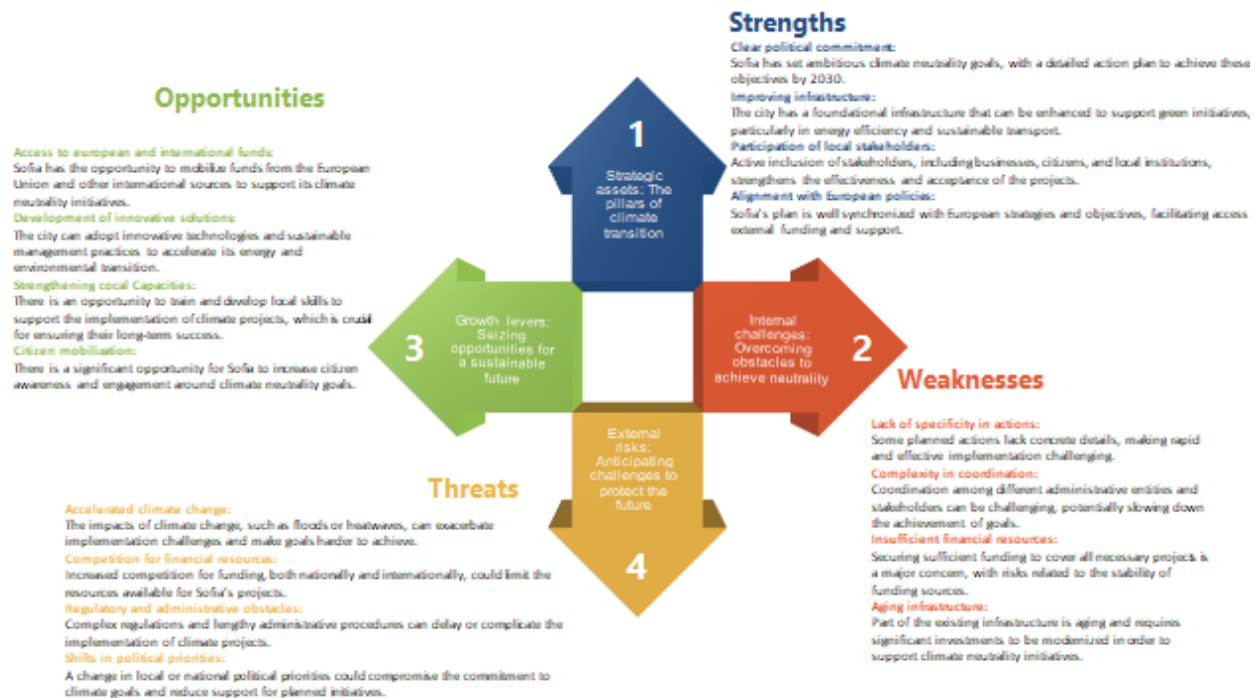 Strengths
Clear political commitment:
Sofia has set ambitious climate neutrality goals, with a detailed action plan to achieve these
objectives by 2030.
Improving infrastructure:
The city has a foundational infrastructure that can be enhanced to support green initiatives,
particularly in energy efficiency and sustainable transport.
Participation of local stakeholders:
Active inclusion of stakeholders, including businesses, citizens, and local institutions,
strengthens the effectiveness and acceptance of the projects.
Alignment with European policies:
Sofia's plan is well synchronized with European strategies and objectives, facilitating access
external funding and support.
1
Strategic
assets: The
pillars of
climate
transition
Opportunities
Access to european and international funds:
Sofia has the opportunity to mobilize funds from the European
Union and other international sources to support its climate
neutrality initiatives.
Development of innovative solutions:
The city can adopt innovative technologies and sustainable
management practices to accelerate its energy and
environmental transition.
Strengthening cocal Capacities:
There is an opportunity to train and develop local skills to
support the implementation of climate projects, which is crucial
for ensuring their long-term success.
Citizen mobilization:
There is a significant opportunity for Sofia to increase citizen
awareness and engagement around climate neutrality goals.
3
Growth levers:
Seizing
opportunities for
a sustainable
future
Internal
challenges:
Overcoming
obstacles to
achieve neutrality
2
Weaknesses
Lack of specificity in actions:
Some planned actions lack concrete details, making rapid
and effective implementation challenging.
Complexity in coordination:
Coordination among different administrative entities and
stakeholders can be challenging, potentially slowing down
the achievement of goals.
Insufficient financial resources:
Securing sufficient funding to cover all necessary projects is
a major concern, with risks related to the stability of
funding sources.
Aging infrastructure:
Part of the existing infrastructure is aging and requires
significant investments to be modernized in order to
support climate neutrality initiatives.
External
risks:
Anticipating
challenges to
protect the
future
4
Threats
Accelerated climate change:
The impacts of climate change, such as floods or heatwaves, can exacerbate
implementation challenges and make goals harder to achieve.
Competition for financial resources:
Increased competition for funding, both nationally and internationally, could limit the
resources available for Sofia's projects.
Regulatory and administrative obstacles:
Complex regulations and lengthy administrative procedures can delay or complicate the
implementation of climate projects.
Shifts in political priorities:
A change in local or national political priorities could compromise the commitment to
climate goals and reduce support for planned initiatives.